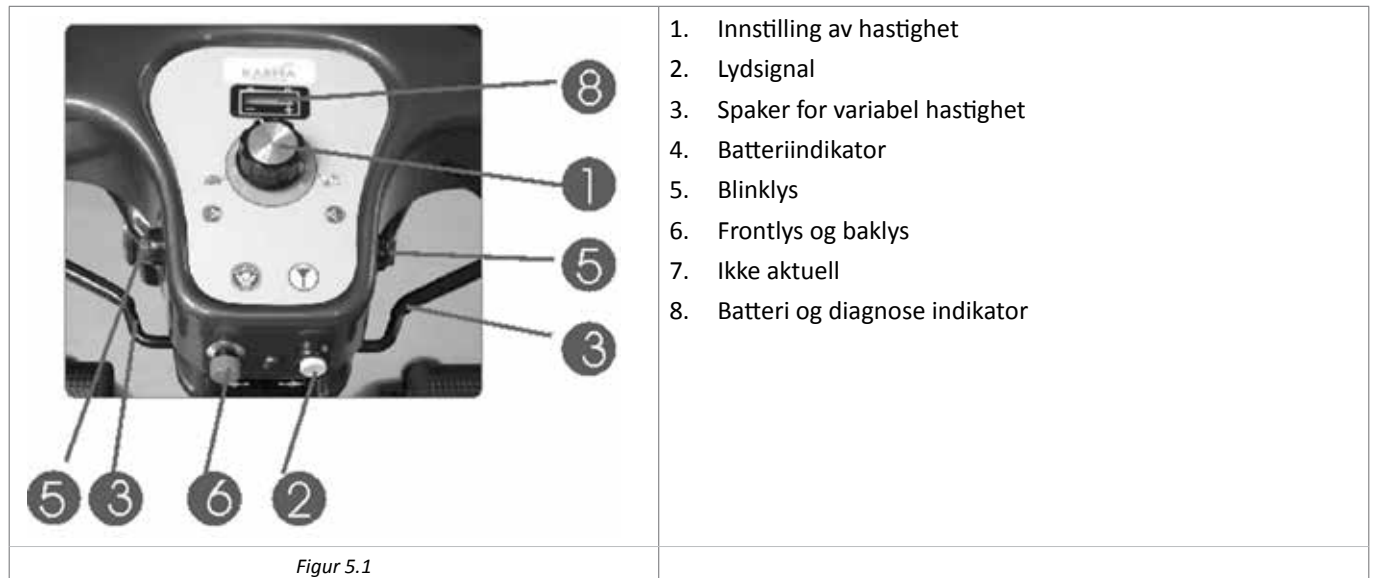 KARMA
8
1
5
3
5 3 6 2
Figur 5.1
1. Innstilling av hastighet
2. Lydsignal
3. Spaker for variabel hastighet
4. Batteriindikator
5. Blinklys
6. Frontlys og baklys
7. Ikke aktuell
8. Batteri og diagnose indikator